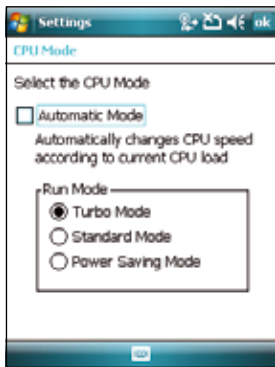 Settings
ok
CPU Mode
Select the CPU Mode
Automatic Mode
Automatically changes CPU speed
according to current CPU load
Run Mode
Turbo Mode
Standard Mode
Power Saving Mode